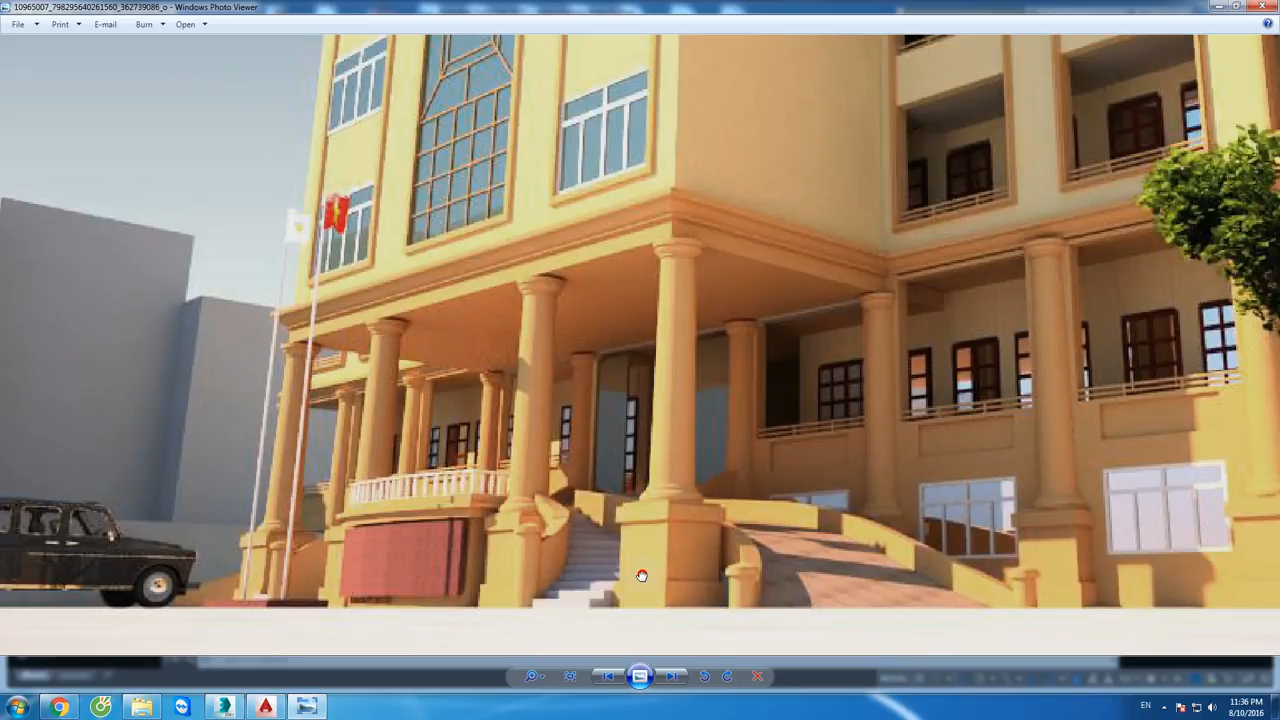 10965007_798295640261560_362739086_o - Windows Photo Viewer
File Print E-mail Burn Open
EN
11:36 PM
8/10/2016